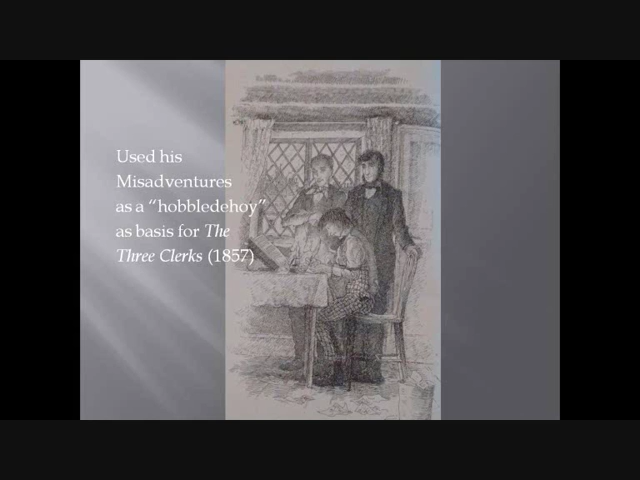 Used his
Misadventures
as a “hobbledehoy”
as basis for The
Three Clerks (1857)